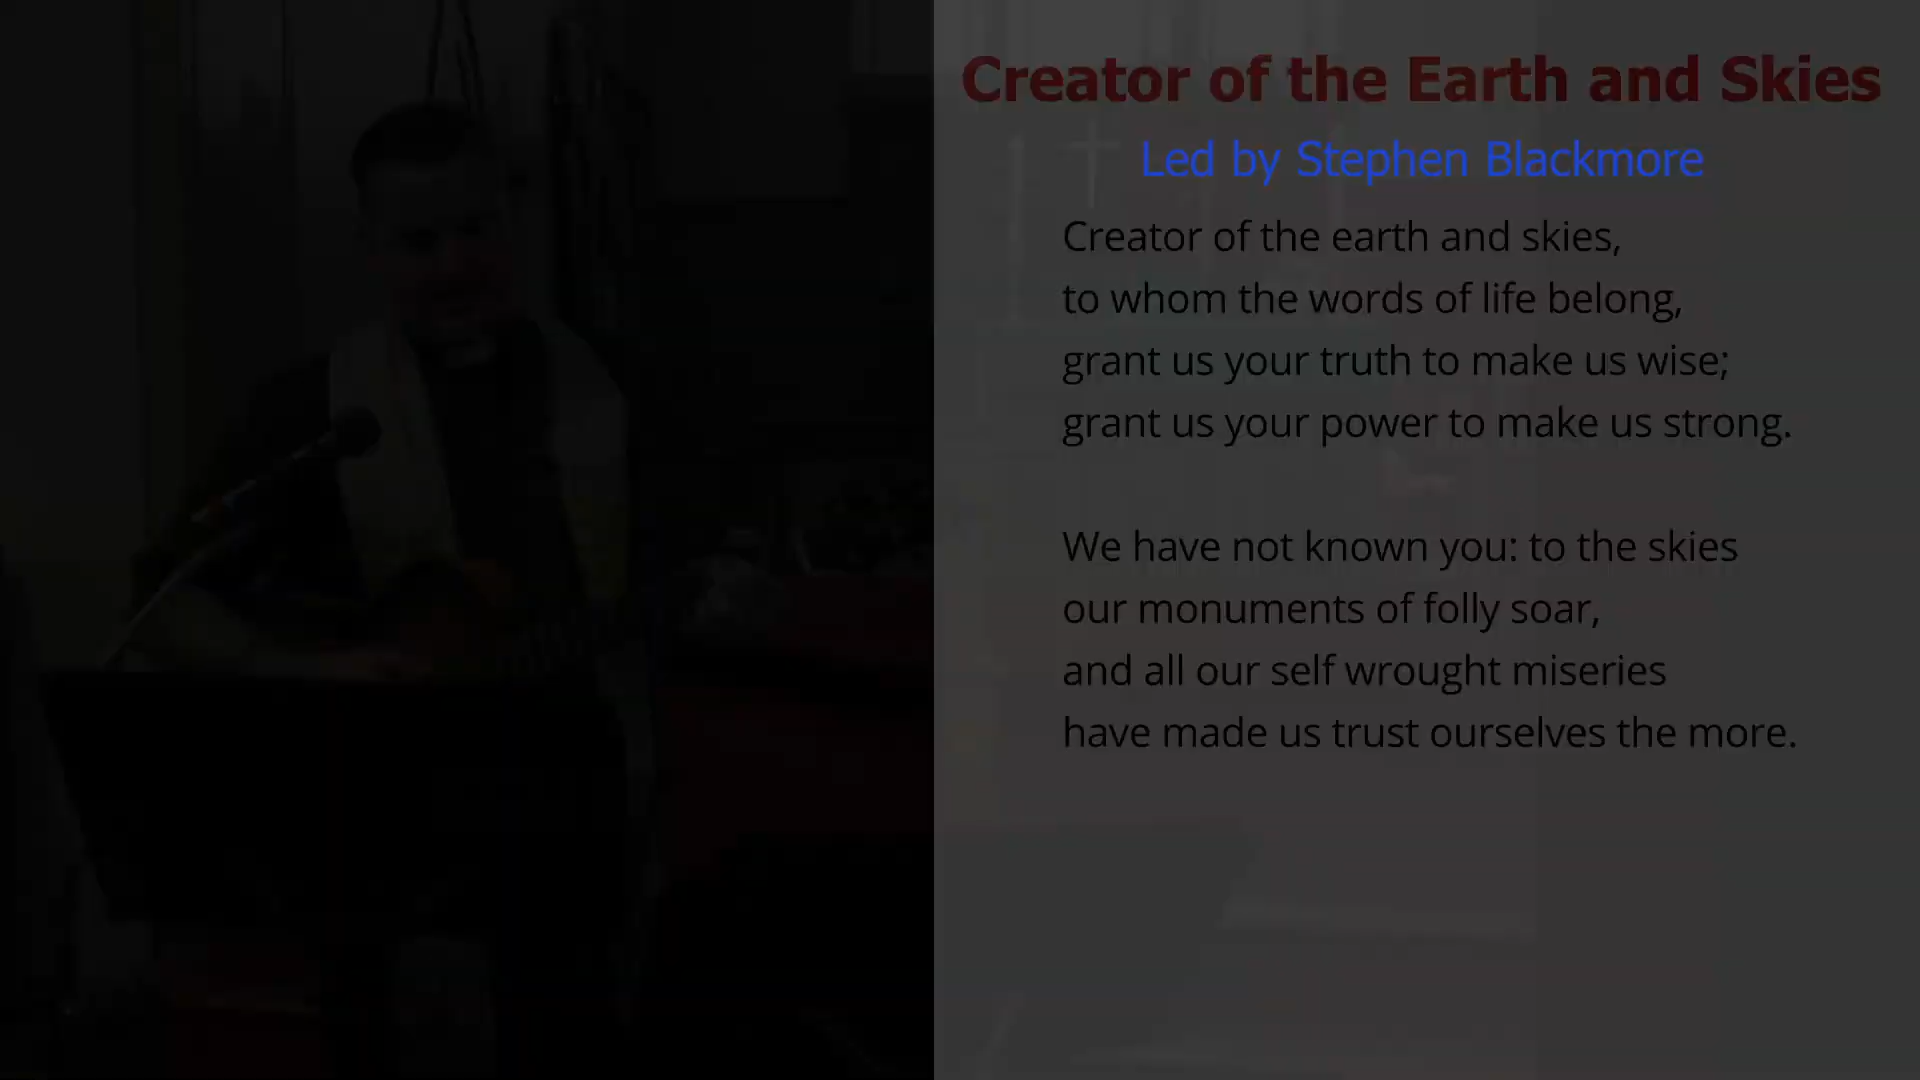 Creator of the Earth and Skies
Led by Stephen Blackmore
Creator of the earth and skies,
to whom the words of life belong,
grant us your truth to make us wise;
grant us your power to make us strong.
We have not known you: to the skies
our monuments of folly soar,
and all our self wrought miseries
have made us trust ourselves the more.